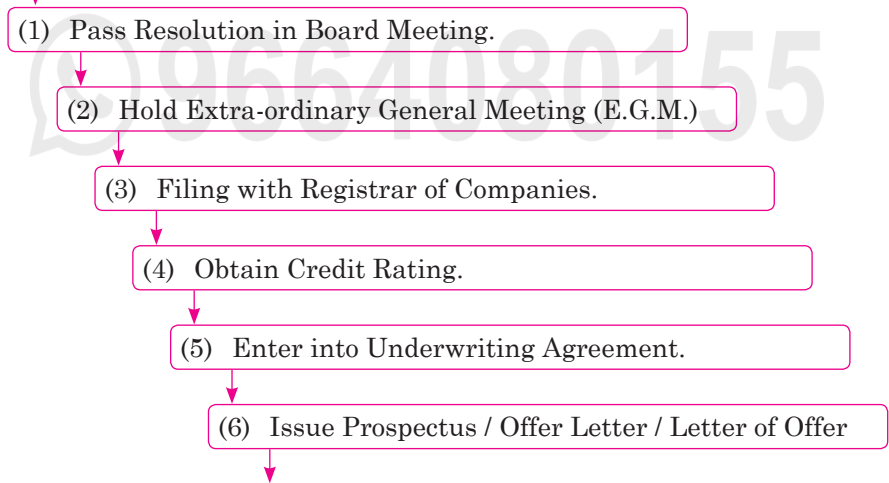 (1) Pass Resolution in Board Meeting.
9664080155
(2) Hold Extra-ordinary General Meeting (E.G.M.)
(3) Filing with Registrar of Companies.
(4) Obtain Credit Rating.
(5) Enter into Underwriting Agreement.
(6) Issue Prospectus / Offer Letter / Letter of Offer